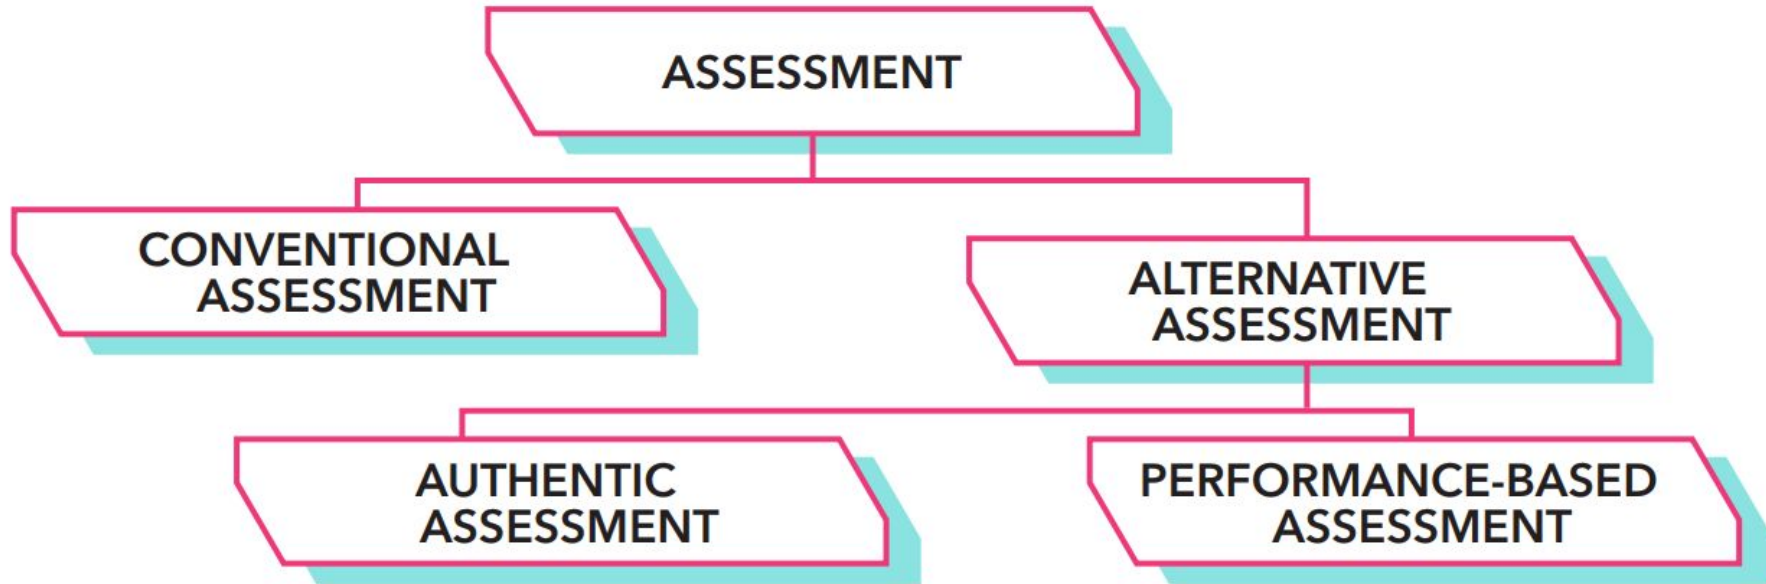 ASSESSMENT
CONVENTIONAL
ASSESSMENT
ALTERNATIVE
ASSESSMENT
AUTHENTIC
ASSESSMENT
PERFORMANCE-BASED
ASSESSMENT